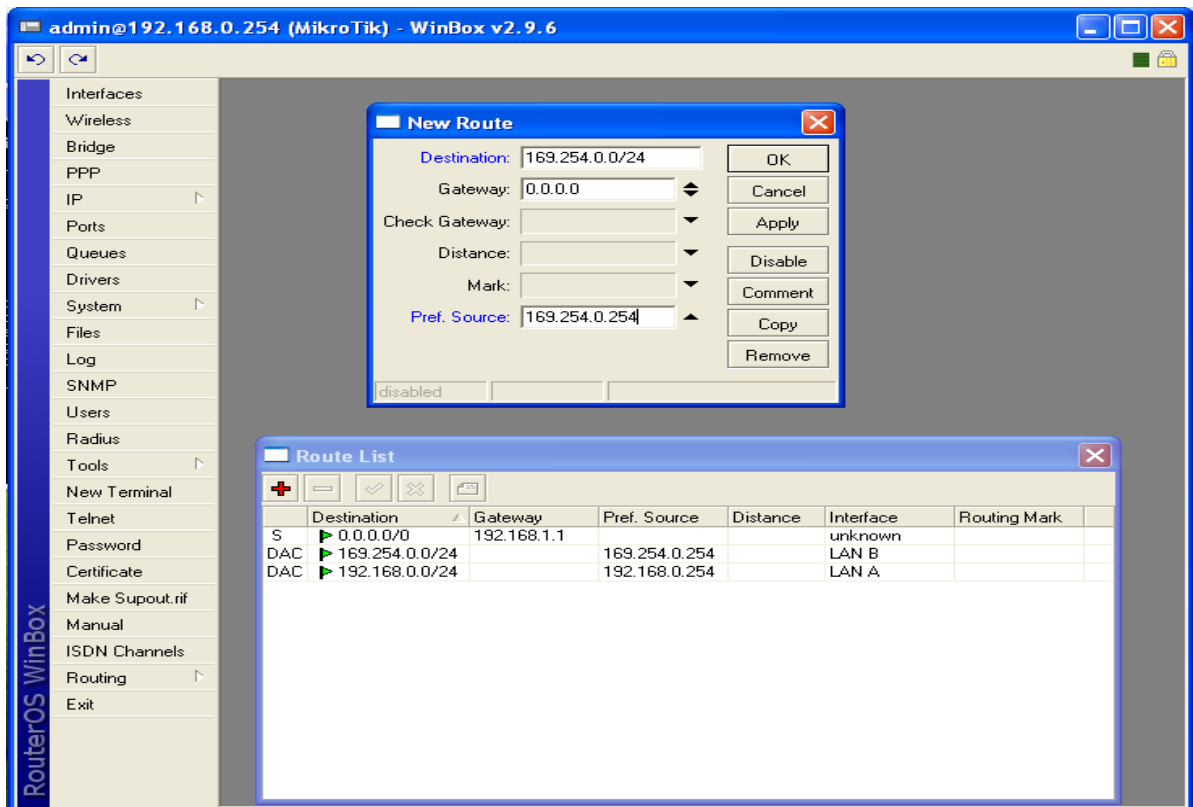 admin@192.168.0.254 (MikroTik) - WinBox v2.9.6
Interfaces
Wireless
Bridge
PPP
IP
Ports
Queues
Drivers
System
Files
Log
SNMP
Users
Radius
Tools
New Terminal
Telnet
Password
Certificate
Make Supout.rif
Manual
ISDN Channels
Routing
Exit
RouterOS WinBox
New Route
Destination: 169.254.0.0/24
Gateway: 0.0.0.0
Check Gateway:
Distance:
Mark:
Pref. Source: 169.254.0.254
OK
Cancel
Apply
Disable
Comment
Copy
Remove
disabled
Route List
Destination Gateway Pref. Source Distance Interface Routing Mark
S 0.0.0.0/0 192.168.1.1 unknown
DAC 169.254.0.0/24 169.254.0.254 LAN B
DAC 192.168.0.0/24 192.168.0.254 LAN A